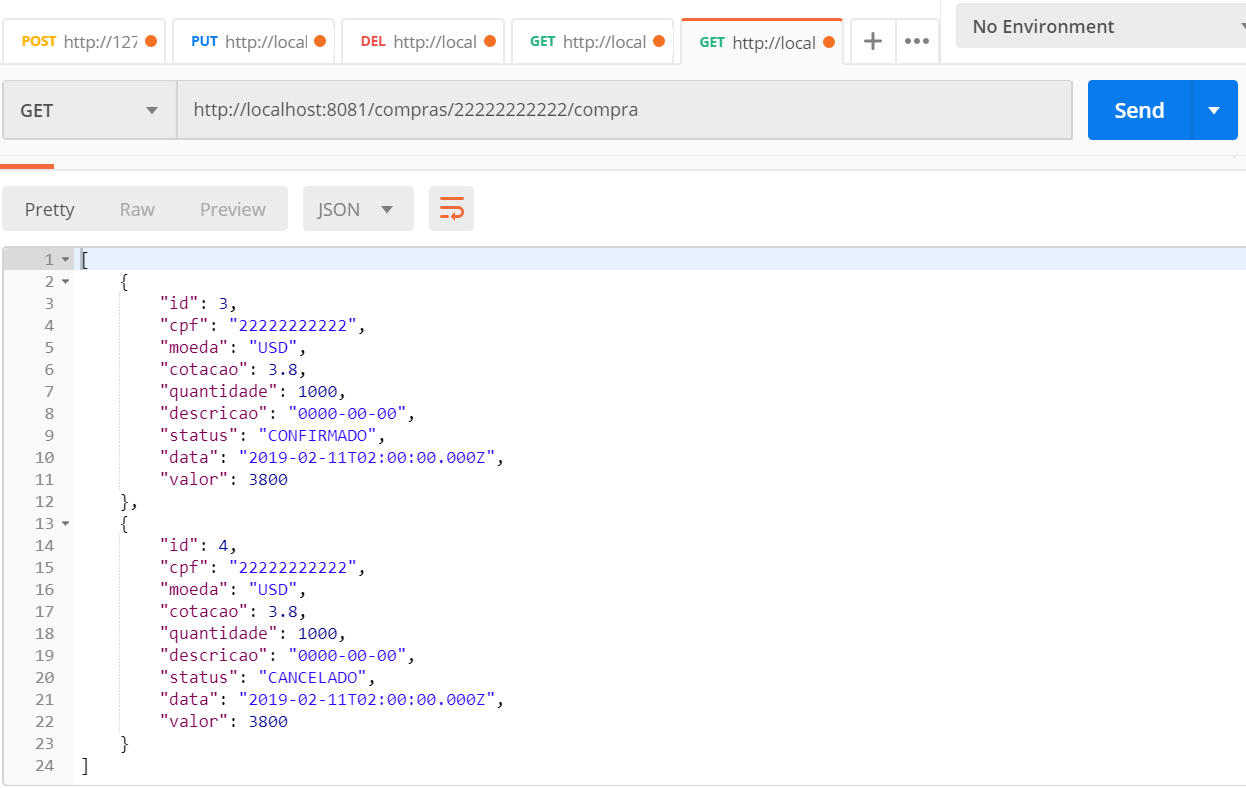 POST http://127 PUT http://local DEL http://local GET http://local GET http://local + ••• No Environment
GET http://localhost:8081/compras/22222222222/compra Send
Pretty Raw Preview JSON
1 [
2 {
3 "id": 3,
4 "cpf": "22222222222",
5 "moeda": "USD",
6 "cotacao": 3.8,
7 "quantidade": 1000,
8 "descricao": "0000-00-00",
9 "status": "CONFIRMADO",
10 "data": "2019-02-11T02:00:00.000Z",
11 "valor": 3800
12 },
13 {
14 "id": 4,
15 "cpf": "22222222222",
16 "moeda": "USD",
17 "cotacao": 3.8,
18 "quantidade": 1000,
19 "descricao": "0000-00-00",
20 "status": "CANCELADO",
21 "data": "2019-02-11T02:00:00.000Z",
22 "valor": 3800
23 }
24 ]